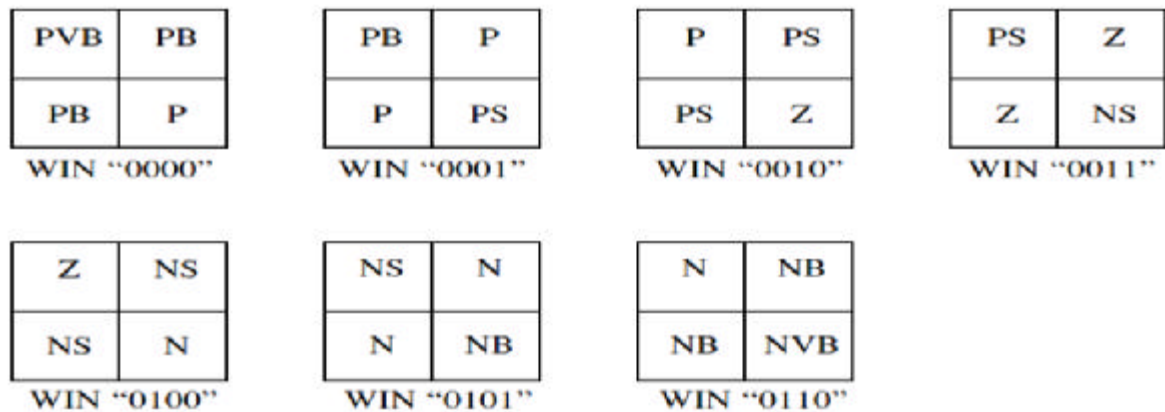 PVB PB PB P P PS PS Z
PB P P PS PS Z Z NS
WIN “0000” WIN “0001” WIN “0010” WIN “0011”
Z NS NS N N NB
NS N N NB NB NVB
WIN “0100” WIN “0101” WIN “0110”